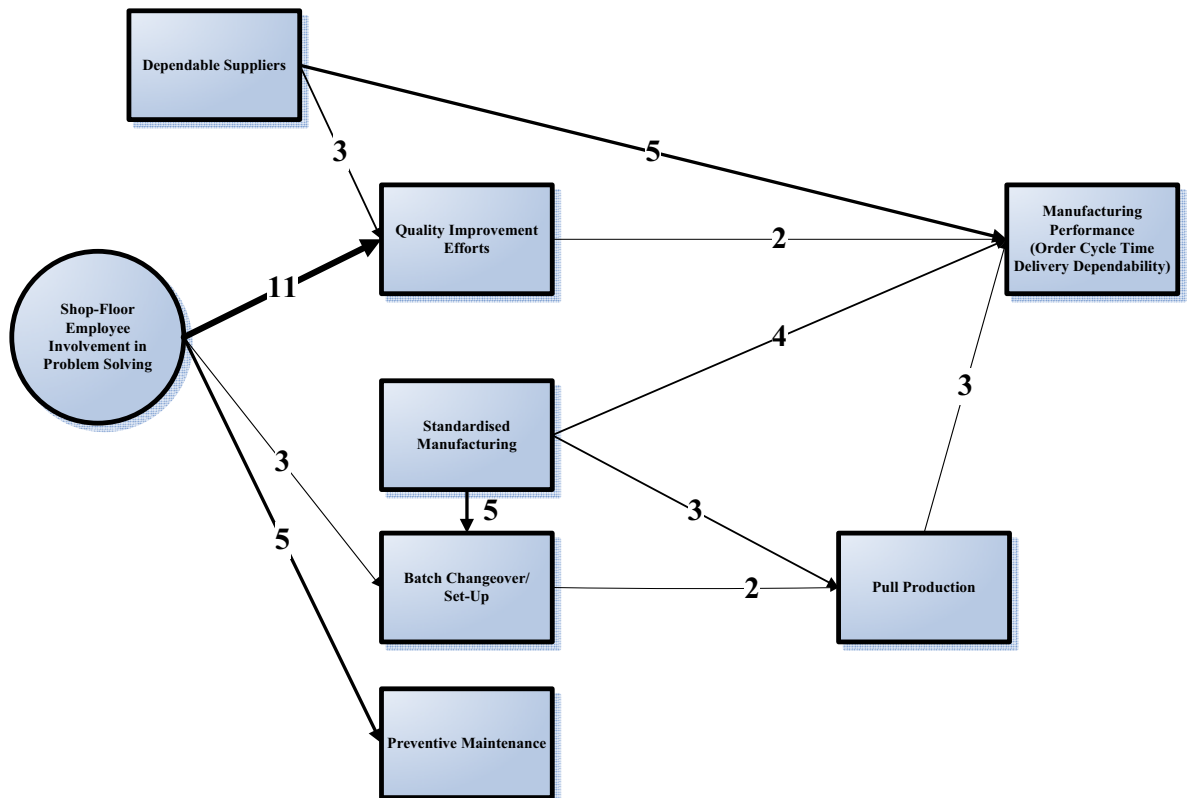 Dependable Suppliers
3
5
Quality Improvement
Efforts
2
Manufacturing
Performance
(Order Cycle Time
Delivery Dependability)
11
Shop-Floor
Employee
Involvement in
Problem Solving
4
3
Standardised
Manufacturing
3
5
3
5
Batch Changeover/
Set-Up
2
Pull Production
Preventive Maintenance